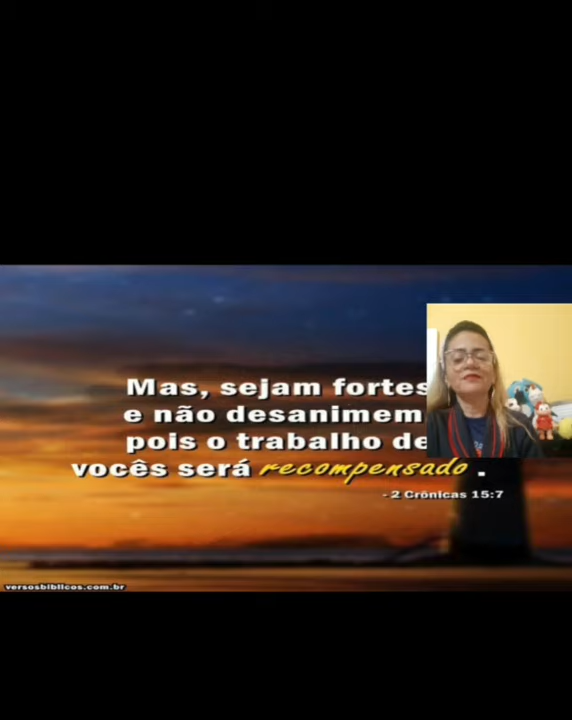 Mas, sejam fortes
e não desanimem
pois o trabalho de
vocês será recompensado .
- 2 Crônicas 15:7
versosbiblicos.com.br